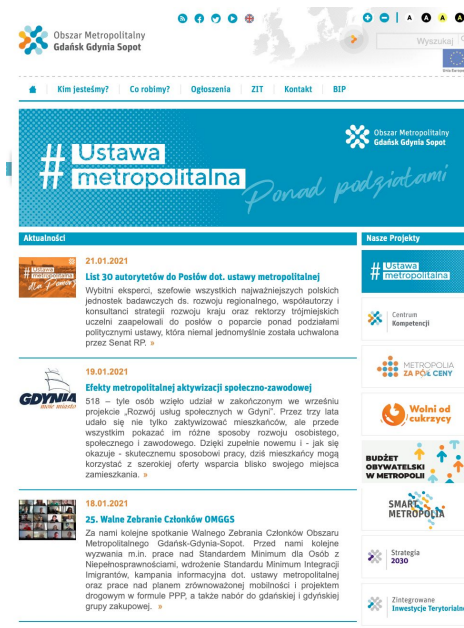 Obszar Metropolitalny
Gdańsk Gdynia Sopot
A A A A
Wyszukaj
Kim jesteśmy? Co robimy? Ogłoszenia ZIT Kontakt BIP
#Ustawa
metropolitalna
Ponad podziałami
Obszar Metropolitalny
Gdańsk Gdynia Sopot
Aktualności
21.01.2021
List 30 autorytetów do Posłów dot. ustawy metropolitalnej
Wybitni eksperci, szefowie wszystkich najważniejszych polskich
jednostek badawczych ds. rozwoju regionalnego, współautorzy i
konsultanci strategii rozwoju kraju oraz rektorzy trójmiejskich
uczelni zaapelowali do posłów o poparcie ponad podziałami
politycznymi ustawy, która niemal jednomyślnie została uchwalona
przez Senat RP. »
GDYNIA
moje miasto
19.01.2021
Efekty metropolitalnej aktywizacji społeczno-zawodowej
518 – tyle osób wzięło udział w zakończonym we wrześniu
projekcie „Rozwój usług społecznych w Gdyni”. Przez trzy lata
udało się nie tylko zaktywizować mieszkańców, ale przede
wszystkim pokazać im różne sposoby rozwoju osobistego,
społecznego i zawodowego. Dzięki zupełnie nowemu i - jak się
okazuje - skutecznemu sposobowi pracy, dziś mieszkańcy mogą
korzystać z szerokiej oferty wsparcia blisko swojego miejsca
zamieszkania. »
18.01.2021
25. Walne Zebranie Członków OMGGS
Za nami kolejne spotkanie Walnego Zebrania Członków Obszaru
Metropolitalnego Gdańsk-Gdynia-Sopot. Przed nami kolejne
wyzwania m.in. prace nad Standardem Minimum dla Osób z
Niepełnosprawnościami, wdrożenie Standardu Minimum Integracji
Imigrantów, kampania informacyjna dot. ustawy metropolitalnej
oraz prace nad planem zrównoważonej mobilności i projektem
drogowym w formule PPP, a także nabór do gdańskiej i gdyńskiej
grupy zakupowej. »
Nasze Projekty
# Ustawa
metropolitalna
Centrum
Kompetencji
METROPOLIA
ZA PÓŁ CENY
Wolni od
cukrzycy
BUDŻET
OBYWATELSKI
W METROPOLII
SMART
METROPOLIA
Strategia
2030
Zintegrowane
Inwestycje Terytorialne